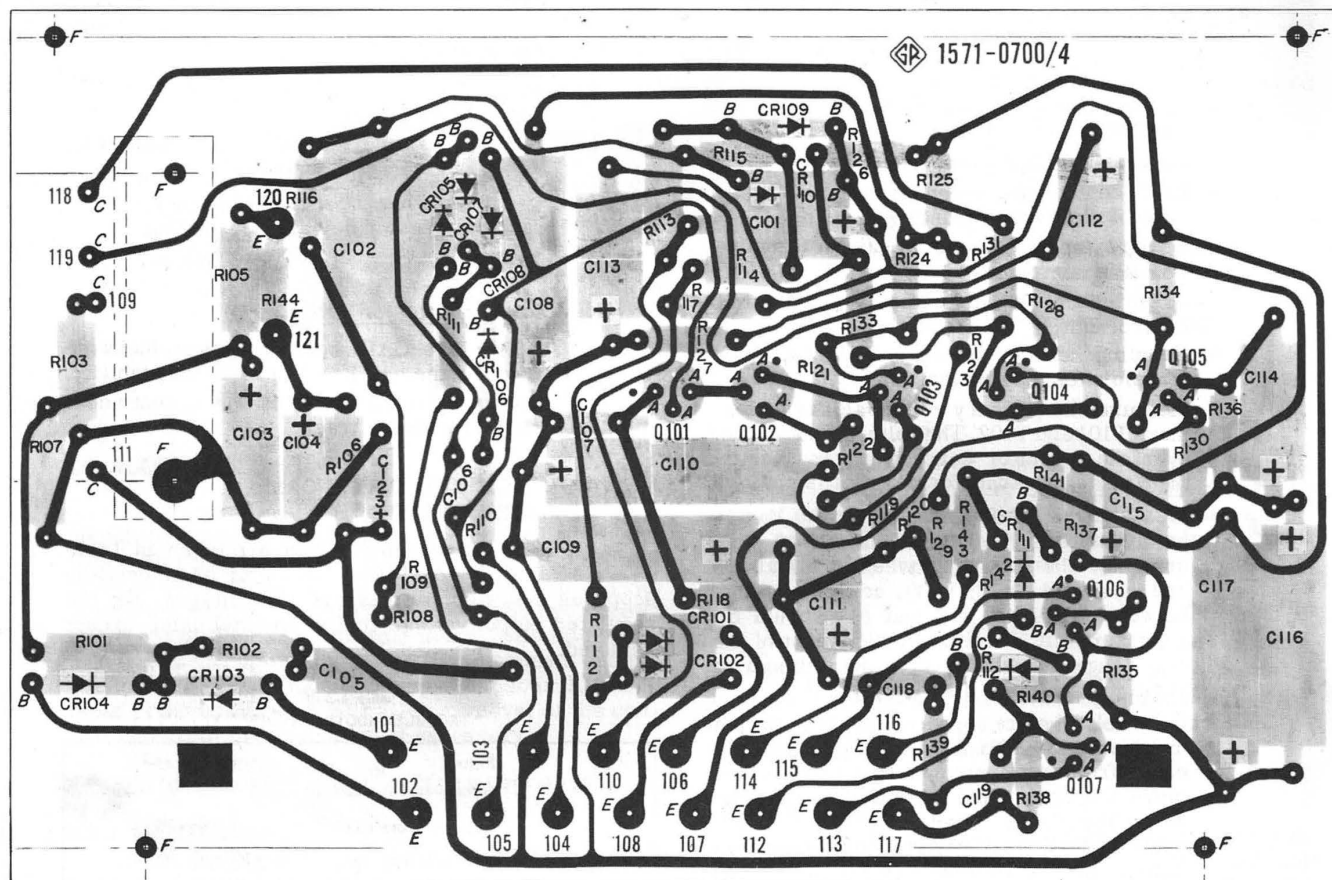 F F
GR 1571-0700/4
B CR109 B
B B B R115 R126 CR110 R125
118 C F 120 R116 E CR105 CR107 B C101 C112
119 C C102 R113 R114 R124 R131
109 R105 B B CR108 C113
R144 E C108 R117 R128 R134
121 R111 B R133
R103 CR106 R127 R121 R123 Q105
A A A A A Q103 A Q104 A A R136 C114
R107 C103 C104 R106 B C107 Q101 Q102 R122 A R130
111 C F C123 C106 C110 R141 C115
R110 C109 R119 R120 R129 R143 B CR111 R137
R109 R108 R118 C111 R142 A Q106 C117
R101 R102 R112 CR101 B A A C116
B CR104 B B CR103 B C105 CR102 C118 B CR112 B R135
R140 A
101 E 103 E E E E E 116 E R139 A
102 110 106 114 115 A Q107
E E E E E E E E C119 R138
105 104 108 107 112 113 117
F F